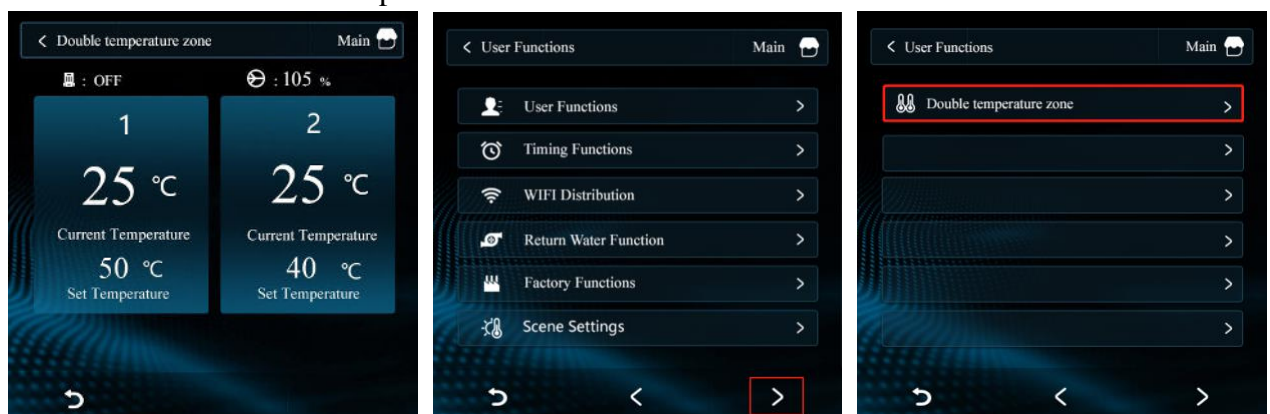 Double temperature zone Main
: OFF : 105 %
1 2
25 ℃ 25 ℃
Current Temperature Current Temperature
50 ℃ 40 ℃
Set Temperature Set Temperature
User Functions Main
User Functions
Timing Functions
WIFI Distribution
Return Water Function
Factory Functions
Scene Settings
User Functions Main
Double temperature zone